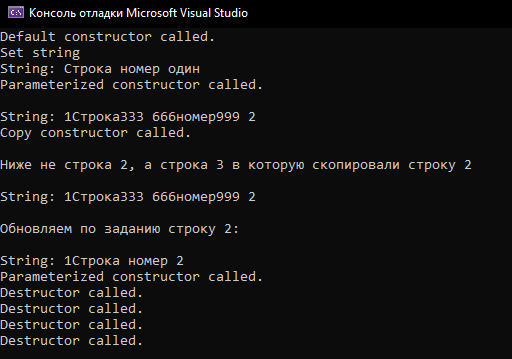 Консоль отладки Microsoft Visual Studio
Default constructor called.
Set string
String: Строка номер один
Parameterized constructor called.
String: 1Строка333 666номер999 2
Copy constructor called.
Ниже не строка 2, а строка 3 в которую скопировали строку 2
String: 1Строка333 666номер999 2
Обновляем по заданию строку 2:
String: 1Строка номер 2
Parameterized constructor called.
Destructor called.
Destructor called.
Destructor called.
Destructor called.